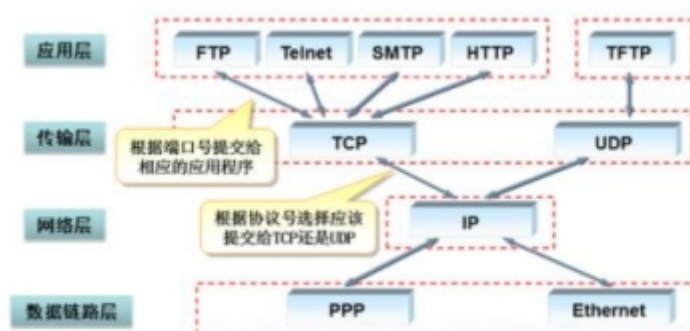 应用层
FTP
Telnet
SMTP
HTTP
TFTP
传输层
TCP
UDP
根据端口号提交给
相应的应用程序
网络层
IP
根据协议号选择应该
提交给TCP还是UDP
数据链路层
PPP
Ethernet